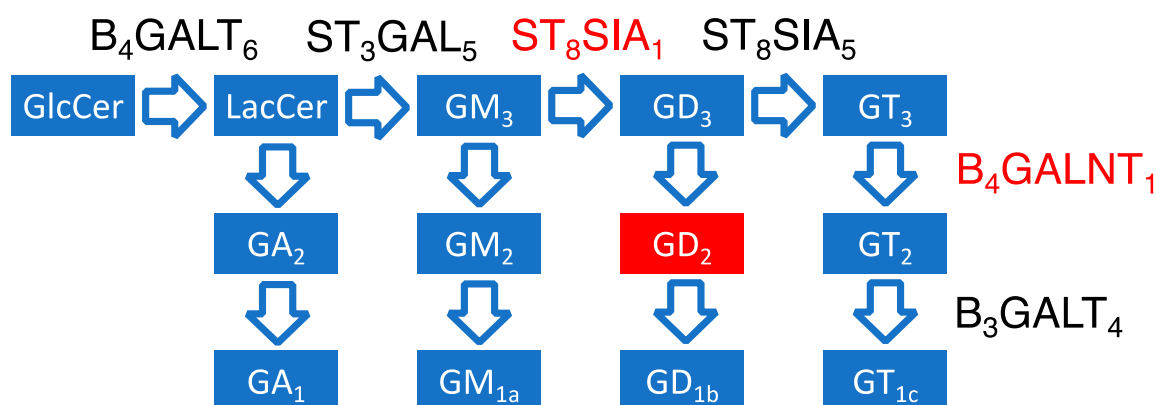 B₄GALT₆ ST₃GAL₅ ST₈SIA₁ ST₈SIA₅
GlcCer LacCer GM₃ GD₃ GT₃
B₄GALNT₁
GA₂ GM₂ GD₂ GT₂
B₃GALT₄
GA₁ GM₁ₐ GD₁b GT₁c